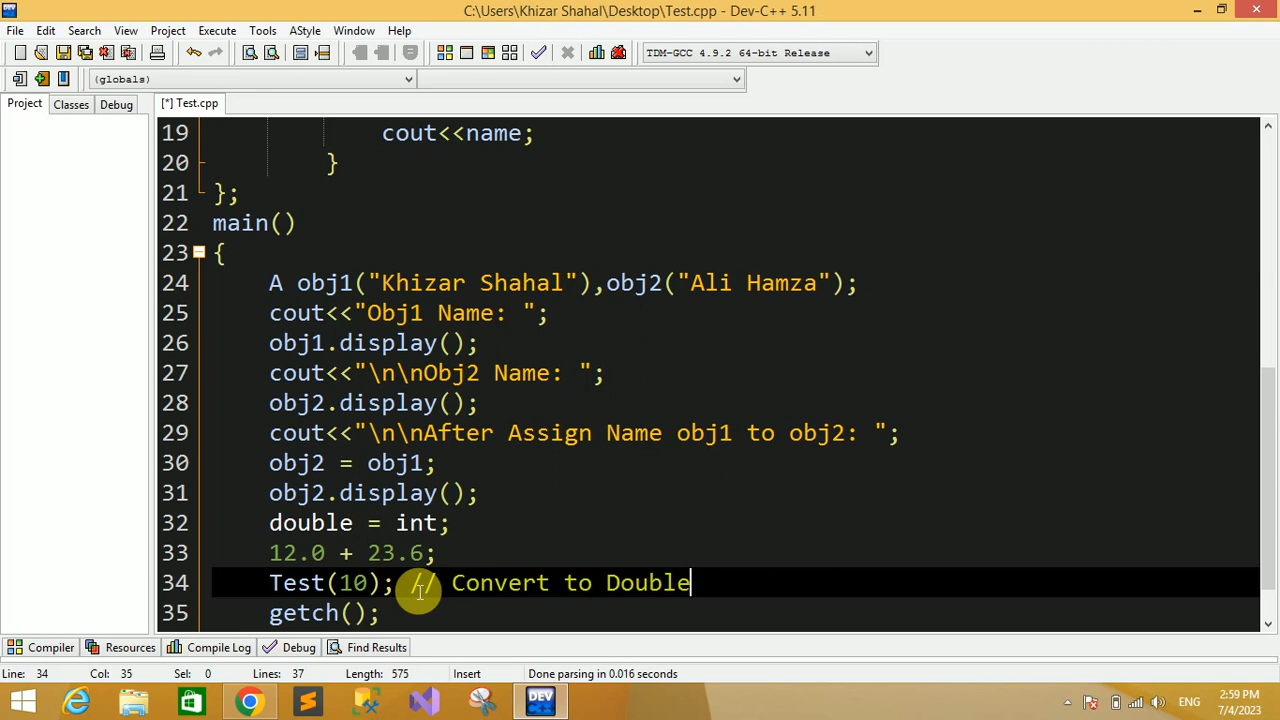 C:\Users\Khizar Shahal\Desktop\Test.cpp - Dev-C++ 5.11
File Edit Search View Project Execute Tools AStyle Window Help
TDM-GCC 4.9.2 64-bit Release
(globals)
Project Classes Debug [*] Test.cpp
19 cout<<name;
20 }
21 };
22 main()
23 {
24 A obj1("Khizar Shahal"),obj2("Ali Hamza");
25 cout<<"Obj1 Name: ";
26 obj1.display();
27 cout<<"\n\nObj2 Name: ";
28 obj2.display();
29 cout<<"\n\nAfter Assign Name obj1 to obj2: ";
30 obj2 = obj1;
31 obj2.display();
32 double = int;
33 12.0 + 23.6;
34 Test(10); // Convert to Double
35 getch();
Compiler Resources Compile Log Debug Find Results
Line: 34 Col: 35 Sel: 0 Lines: 37 Length: 575 Insert Done parsing in 0.016 seconds
DEV
ENG
2:59 PM
7/4/2023